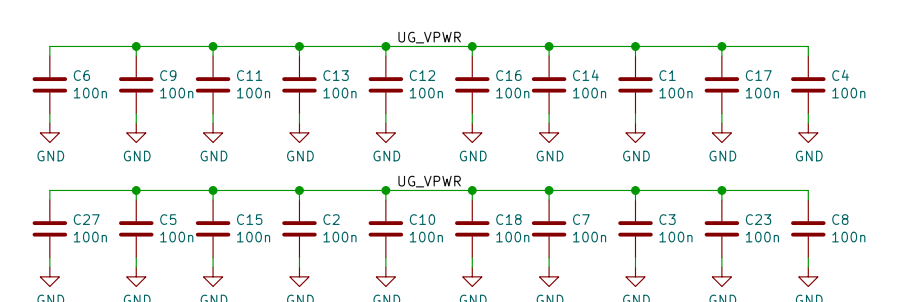 UG_VPWR
C6 C9 C11 C13 C12 C16 C14 C1 C17 C4
100n 100n 100n 100n 100n 100n 100n 100n 100n 100n
GND GND GND GND GND GND GND GND GND GND
UG_VPWR
C27 C5 C15 C2 C10 C18 C7 C3 C23 C8
100n 100n 100n 100n 100n 100n 100n 100n 100n 100n
GND GND GND GND GND GND GND GND GND GND